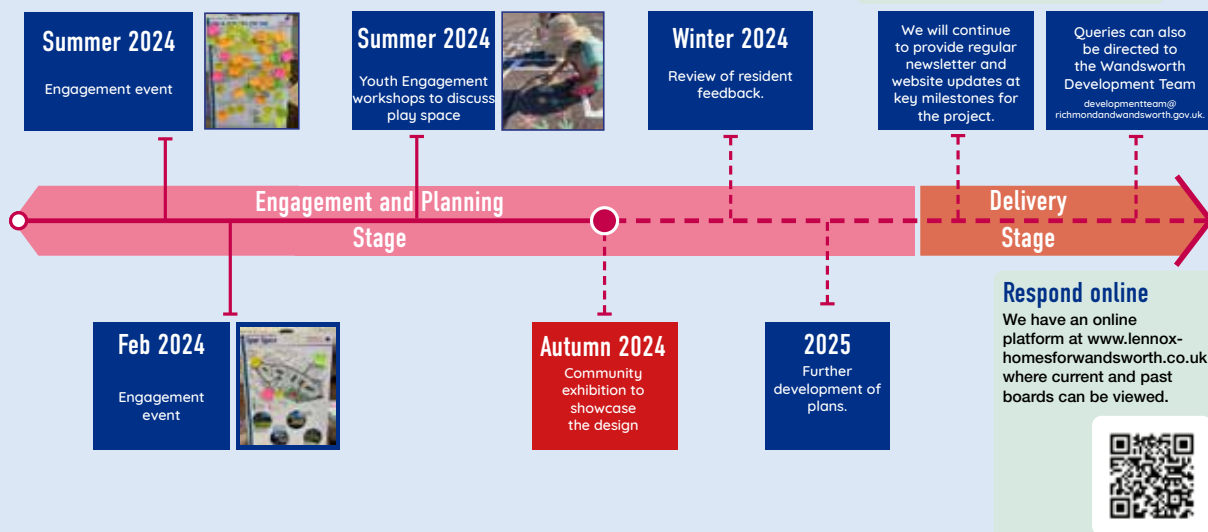 Summer 2024
Engagement event
Summer 2024
Youth Engagement
workshops to discuss
play space
Winter 2024
Review of resident
feedback.
We will continue
to provide regular
newsletter and
website updates at
key milestones for
the project.
Queries can also
be directed to
the Wandsworth
Development Team
developmentteam@
richmondandwandsworth.gov.uk.
Engagement and Planning
Stage
Delivery
Stage
Feb 2024
Engagement
event
Autumn 2024
Community
exhibition to
showcase
the design
2025
Further
development of
plans.
Respond online
We have an online
platform at www.lennox-
homesforwandsworth.co.uk
where current and past
boards can be viewed.